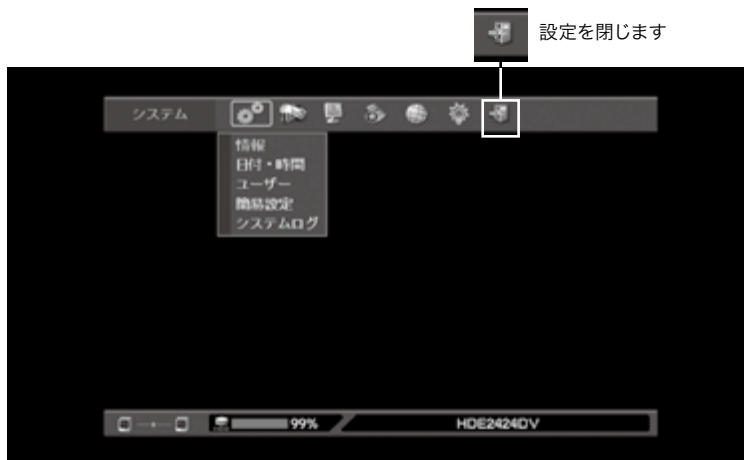 設定を閉じます
システム
情報
日付・時間
ユーザー
簡易設定
システムログ
99%
HDE2424DV